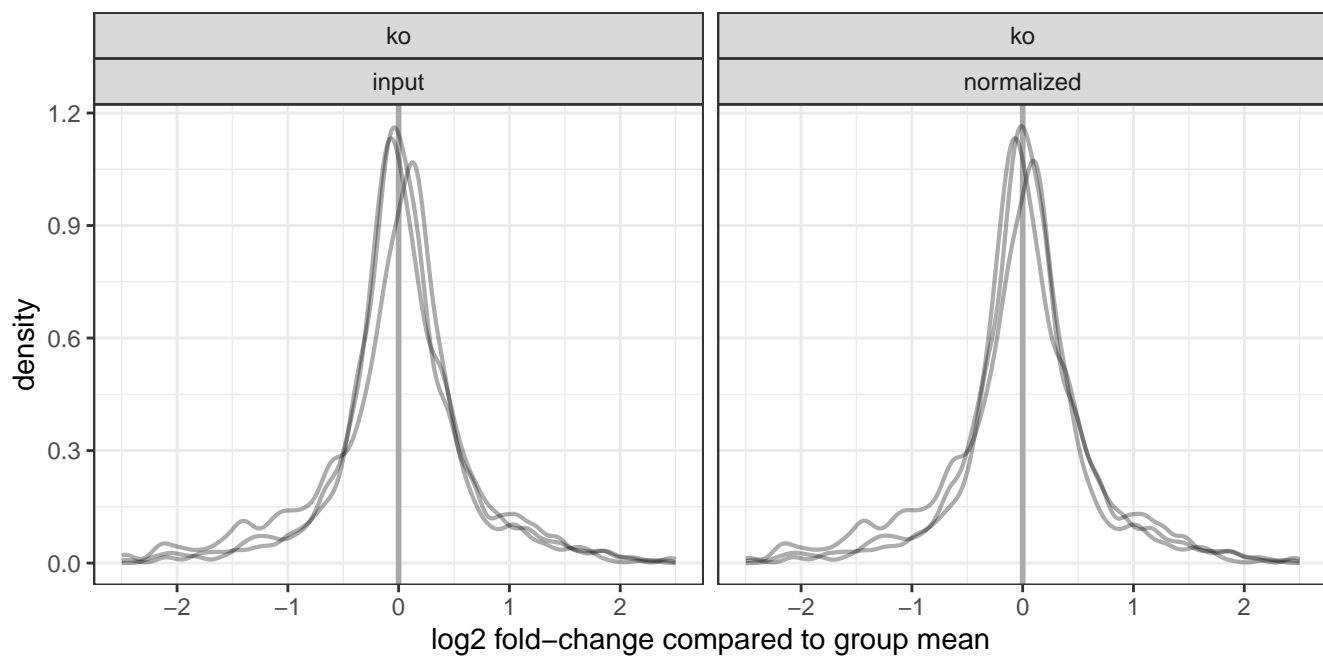 ko
ko
input
normalized
1.2
0.9
0.6
0.3
0.0
density
−2
−1
0
1
2
−2
−1
0
1
2
log2 fold−change compared to group mean